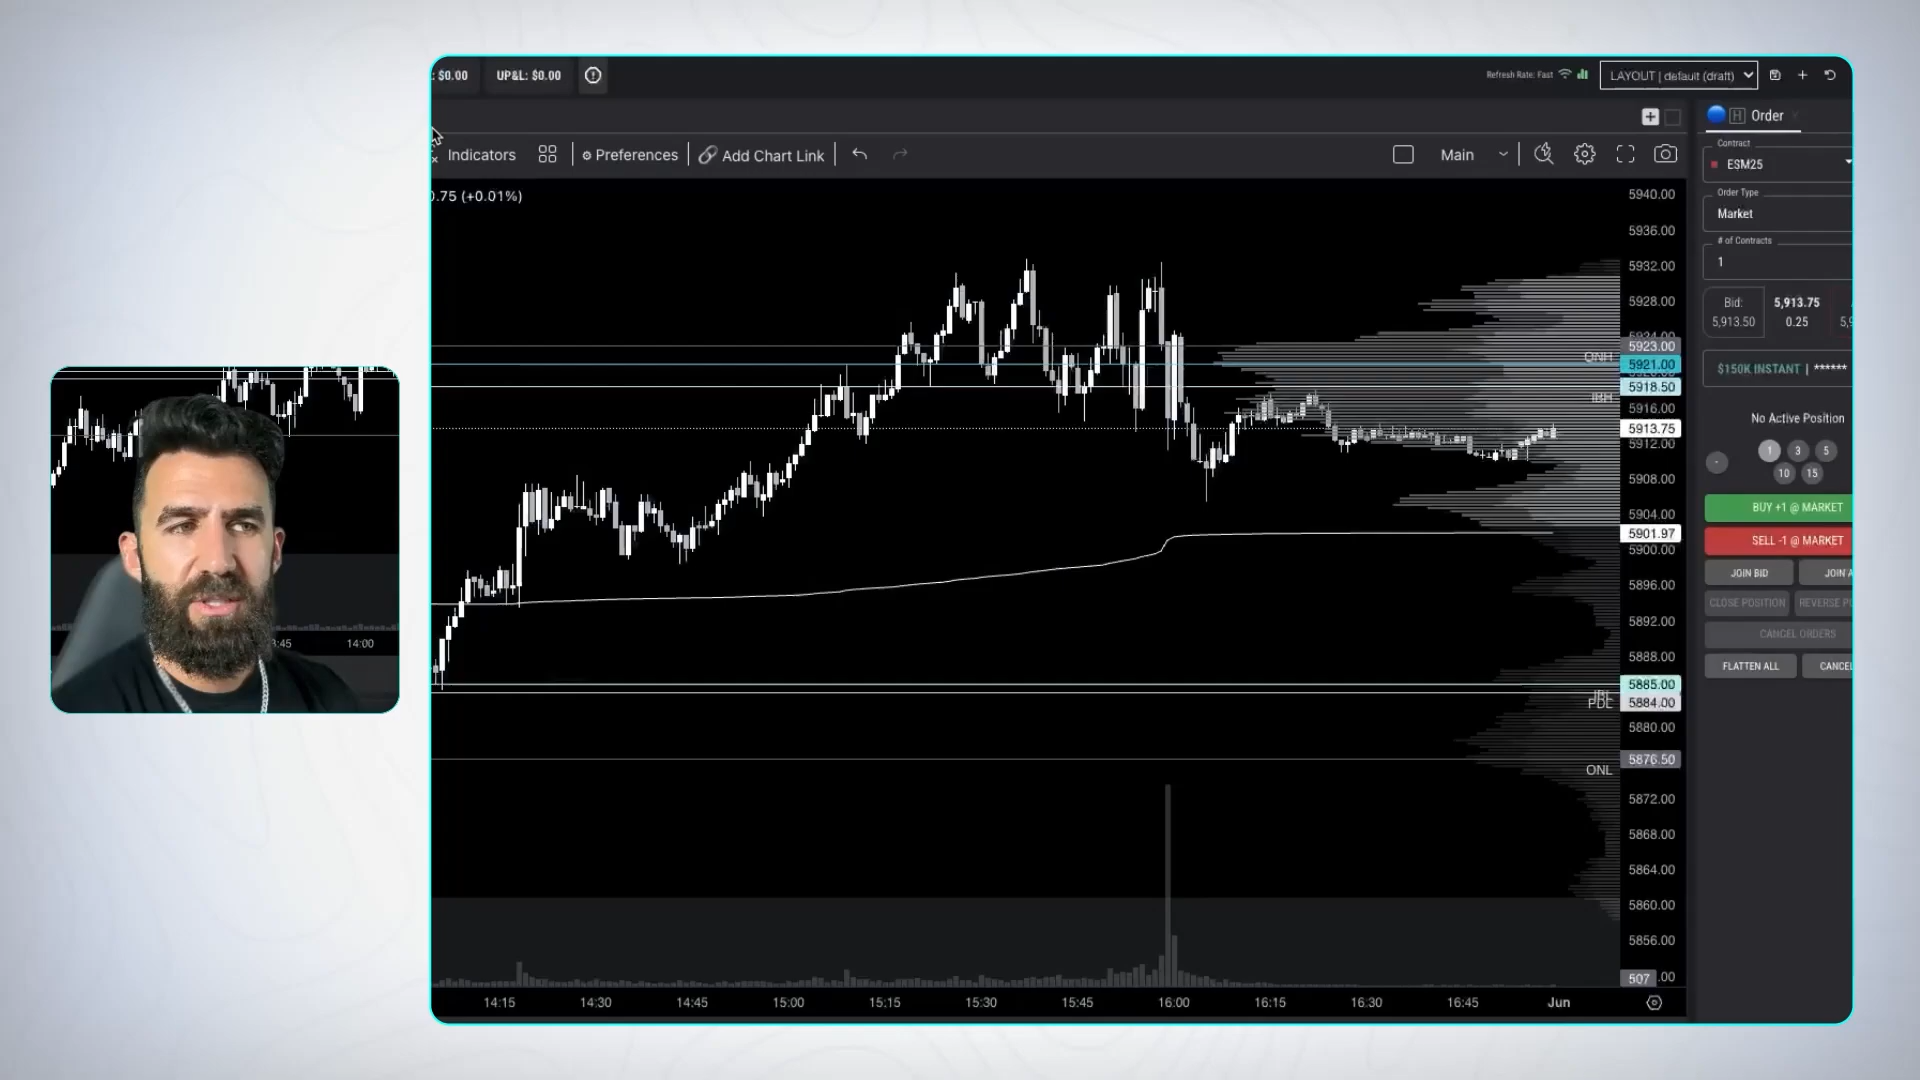 : $0.00 UP&L: $0.00
Refresh Rate: Fast
LAYOUT | default (draft)
Indicators
Preferences
Add Chart Link
Main
.75 (+0.01%)
5940.00
5936.00
5932.00
5928.00
5924.00
5923.00
ONH
5921.00
5918.50
IBH
5916.00
5913.75
5912.00
5908.00
5904.00
5901.97
5900.00
5896.00
5892.00
5888.00
5885.00
IBL
PDL
5884.00
5880.00
5876.50
ONL
5872.00
5868.00
5864.00
5860.00
5856.00
507
.00
14:15 14:30 14:45 15:00 15:15 15:30 15:45 16:00 16:15 16:30 16:45 Jun
H Order
Contract
ESM25
Order Type
Market
# of Contracts
1
Bid:
5,913.50
5,913.75
0.25
$150K INSTANT | ******
No Active Position
-
1 3 5
10 15
BUY +1 @ MARKET
SELL -1 @ MARKET
JOIN BID
JOIN A
CLOSE POSITION
REVERSE P
CANCEL ORDERS
FLATTEN ALL
CANCEL
3:45 14:00